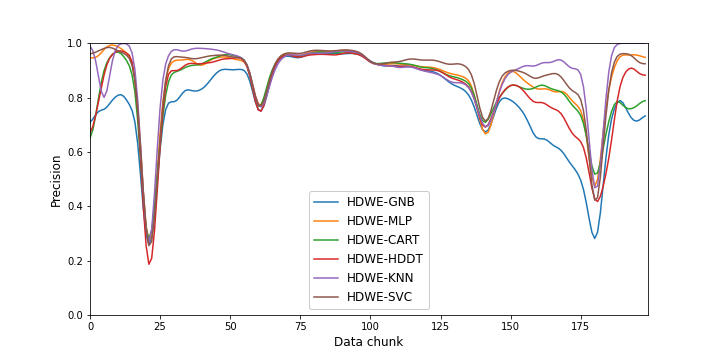 1.0
0.8
0.6
0.4
0.2
0.0
Precision
HDWE-GNB
HDWE-MLP
HDWE-CART
HDWE-HDDT
HDWE-KNN
HDWE-SVC
0 25 50 75 100 125 150 175
Data chunk